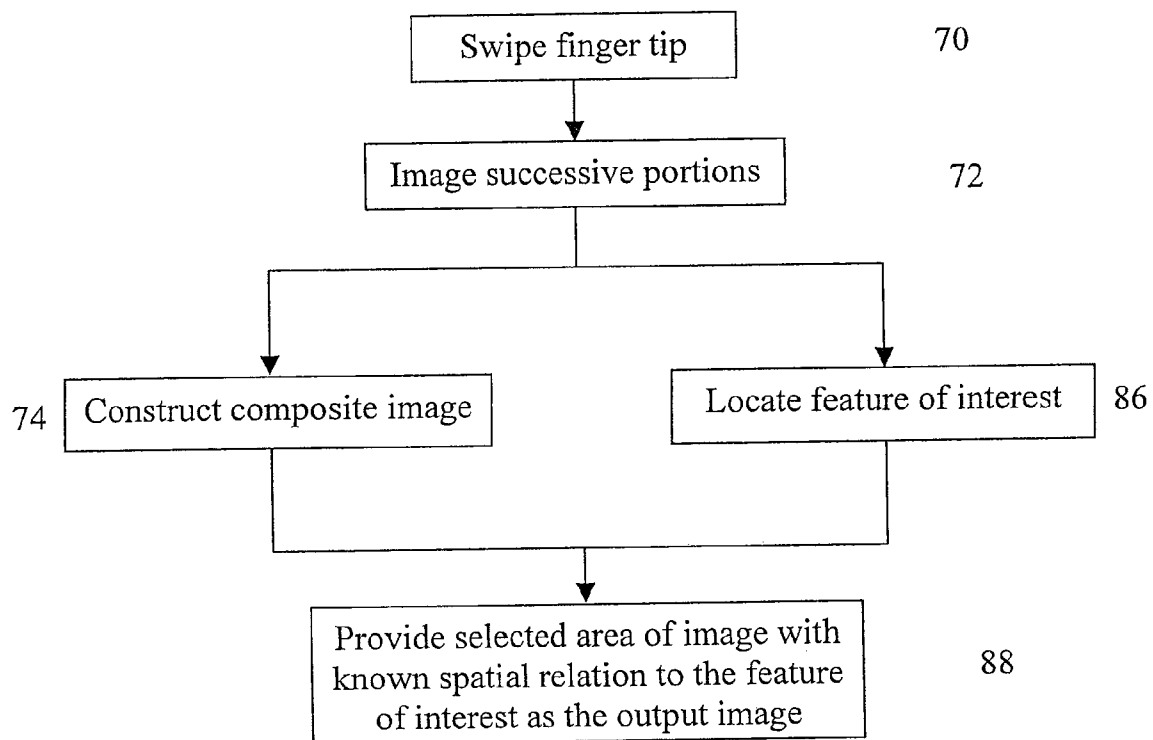 Swipe finger tip
70
Image successive portions
72
74
Construct composite image
Locate feature of interest
86
Provide selected area of image with
known spatial relation to the feature
of interest as the output image
88